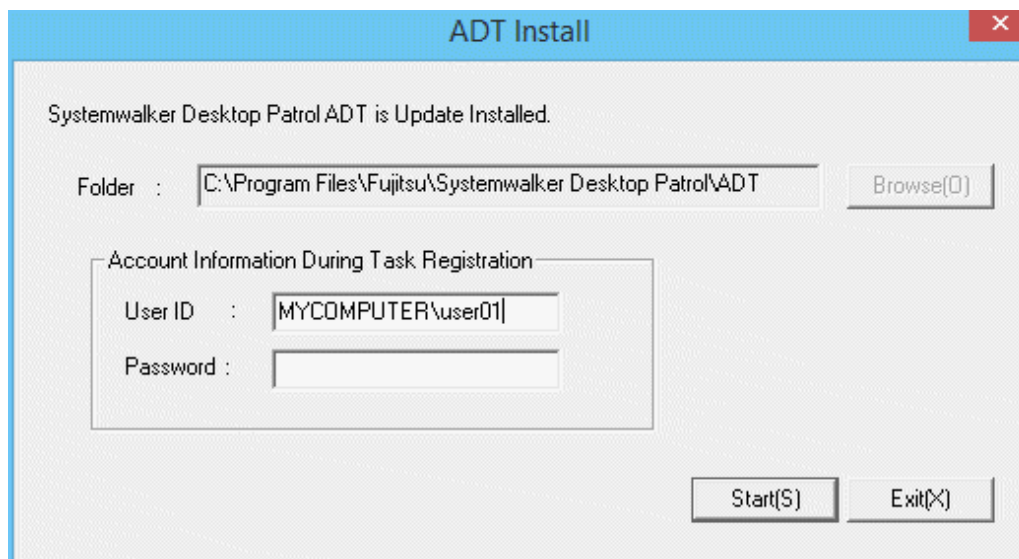 ADT Install
Systemwalker Desktop Patrol ADT is Update Installed.
Folder : C:\Program Files\Fujitsu\Systemwalker Desktop Patrol\ADT Browse(O)
Account Information During Task Registration
User ID : MYCOMPUTER\user01
Password :
Start(S) Exit(X)